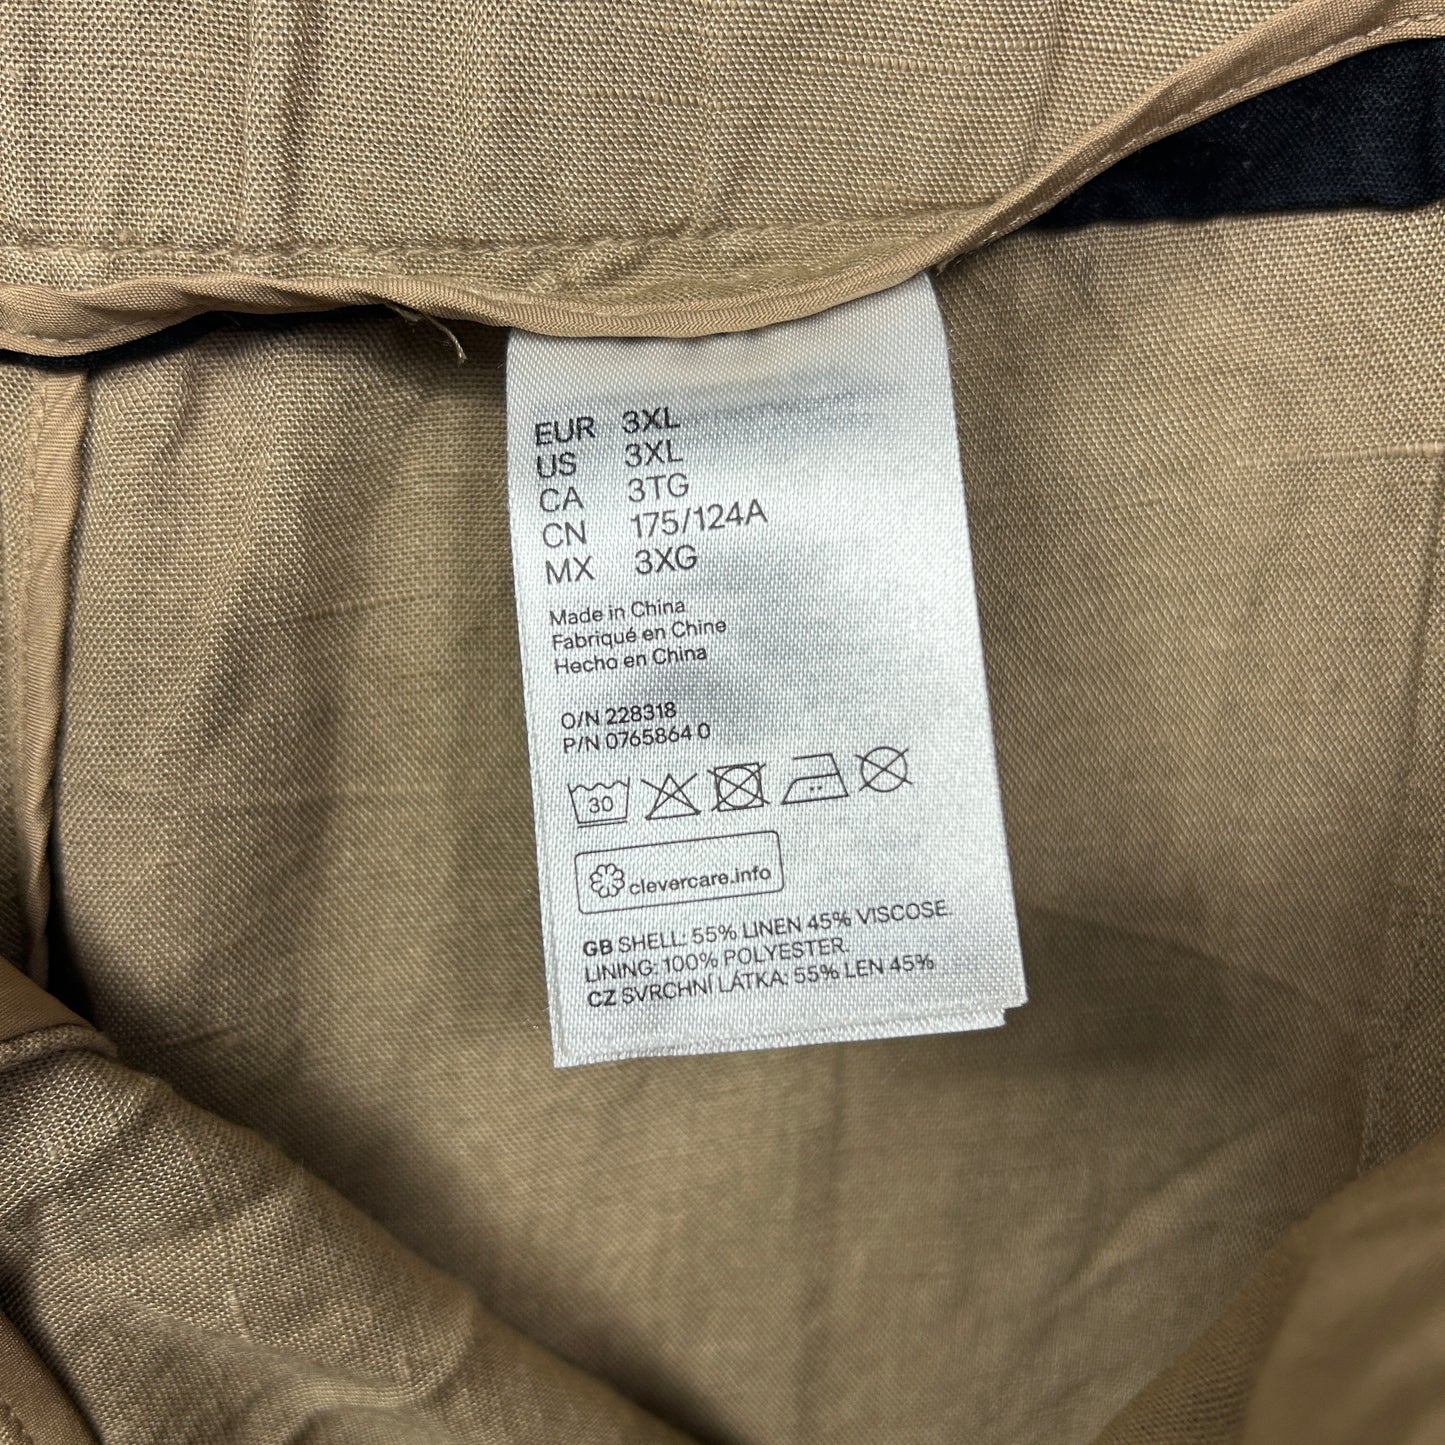 EUR 3XL
US 3XL
CA 3TG
CN 175/124A
MX 3XG
Made in China
Fabriqué en Chine
Hecho en China
O/N 228318
P/N 0765864 0
30
clevercare.info
GB SHELL: 55% LINEN 45% VISCOSE.
LINING: 100% POLYESTER.
CZ SVRCHNÍ LÁTKA: 55% LEN 45%